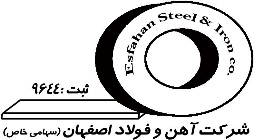 Esfahan Steel & Iron co.
ثبت : ۹۶۴۴
شرکت آهن و فولاد اصفهان (سهامی خاص)